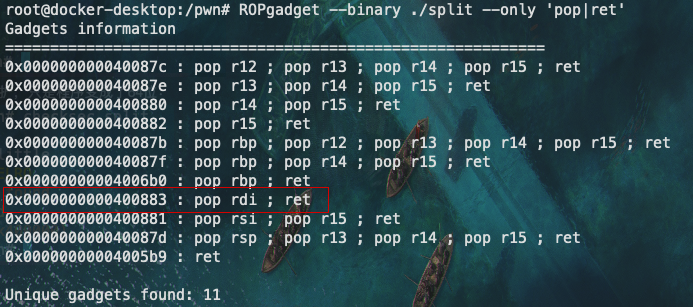 root@docker-desktop:/pwn# ROPgadget --binary ./split --only 'pop|ret'
Gadgets information
============================================================
0x000000000040087c : pop r12 ; pop r13 ; pop r14 ; pop r15 ; ret
0x000000000040087e : pop r13 ; pop r14 ; pop r15 ; ret
0x0000000000400880 : pop r14 ; pop r15 ; ret
0x0000000000400882 : pop r15 ; ret
0x000000000040087b : pop rbp ; pop r12 ; pop r13 ; pop r14 ; pop r15 ; ret
0x000000000040087f : pop rbp ; pop r14 ; pop r15 ; ret
0x00000000004006b0 : pop rbp ; ret
0x0000000000400883 : pop rdi ; ret
0x0000000000400881 : pop rsi ; pop r15 ; ret
0x000000000040087d : pop rsp ; pop r13 ; pop r14 ; pop r15 ; ret
0x00000000004005b9 : ret
Unique gadgets found: 11